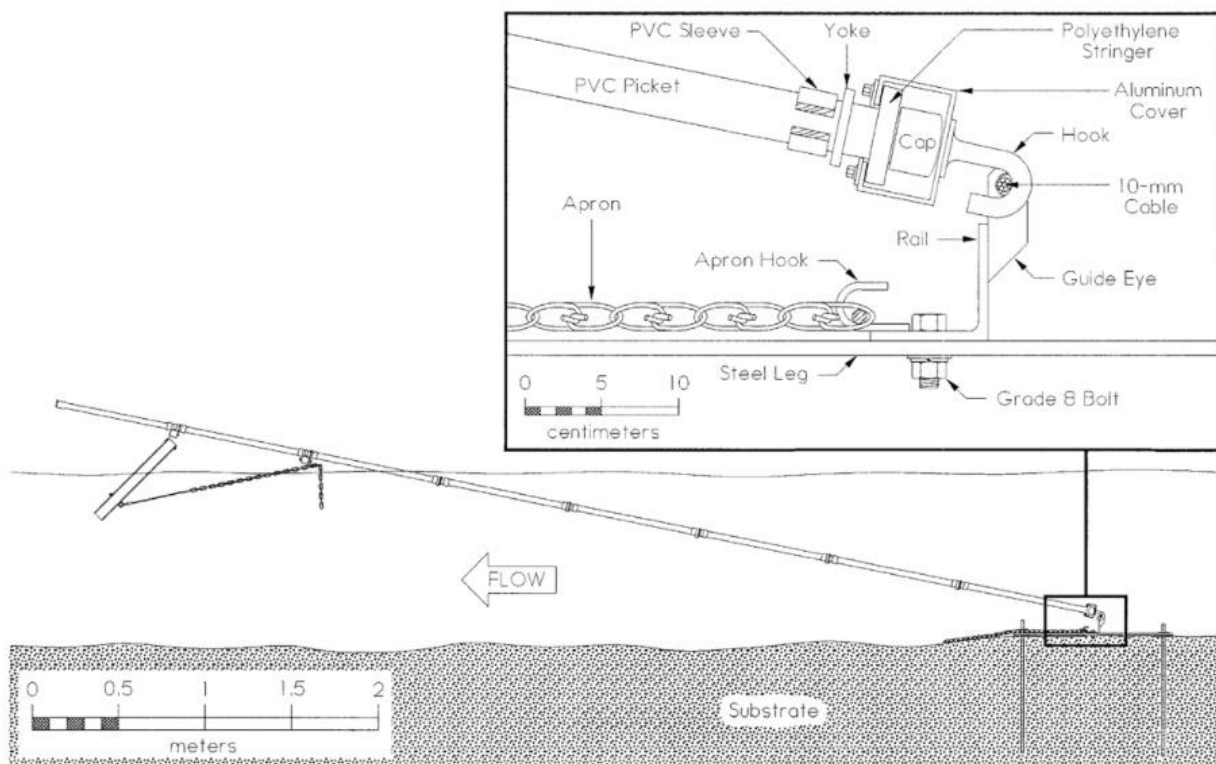 PVC Sleeve
Yoke
Polyethylene
Stringer
PVC Picket
Aluminum
Cover
Cap
Hook
10-mm
Cable
Apron
Rail
Apron Hook
Guide Eye
Steel Leg
0 5 10
centimeters
Grade 8 Bolt
FLOW
0 0.5 1 1.5 2
meters
Substrate